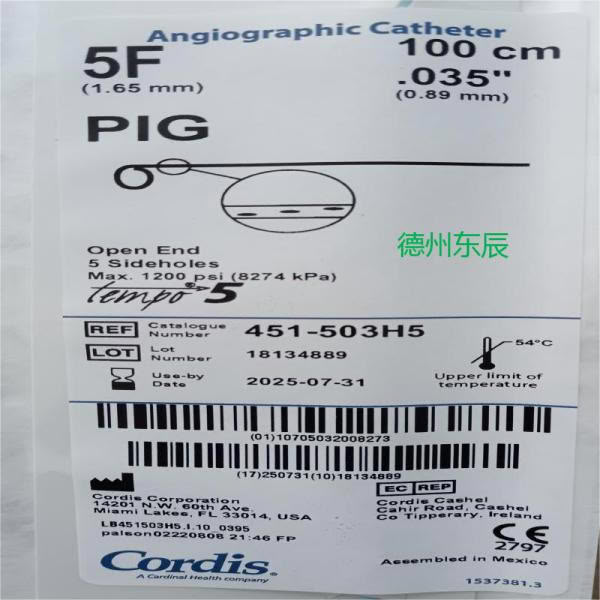 Angiographic Catheter
5F
(1.65 mm)
100 cm
.035"
(0.89 mm)
PIG
德州东辰
Open End
5 Sideholes
Max. 1200 psi (8274 kPa)
tempo® 5
REF Catalogue Number 451-503H5
LOT Lot Number 18134889
Use-by Date 2025-07-31
54°C
Upper limit of
temperature
(01)10705032008273
(17)250731(10)18134889
Cordis Corporation
14201 N.W. 60th Ave.
Miami Lakes, FL 33014, USA
EC REP
Cordis Cashel
Cahir Road, Cashel
Co Tipperary, Ireland
LB451503H5.I.10_0395
palson02220808 21:46 FP
CE
2797
Cordis.
A Cardinal Health company
Assembled in Mexico
1537381.3